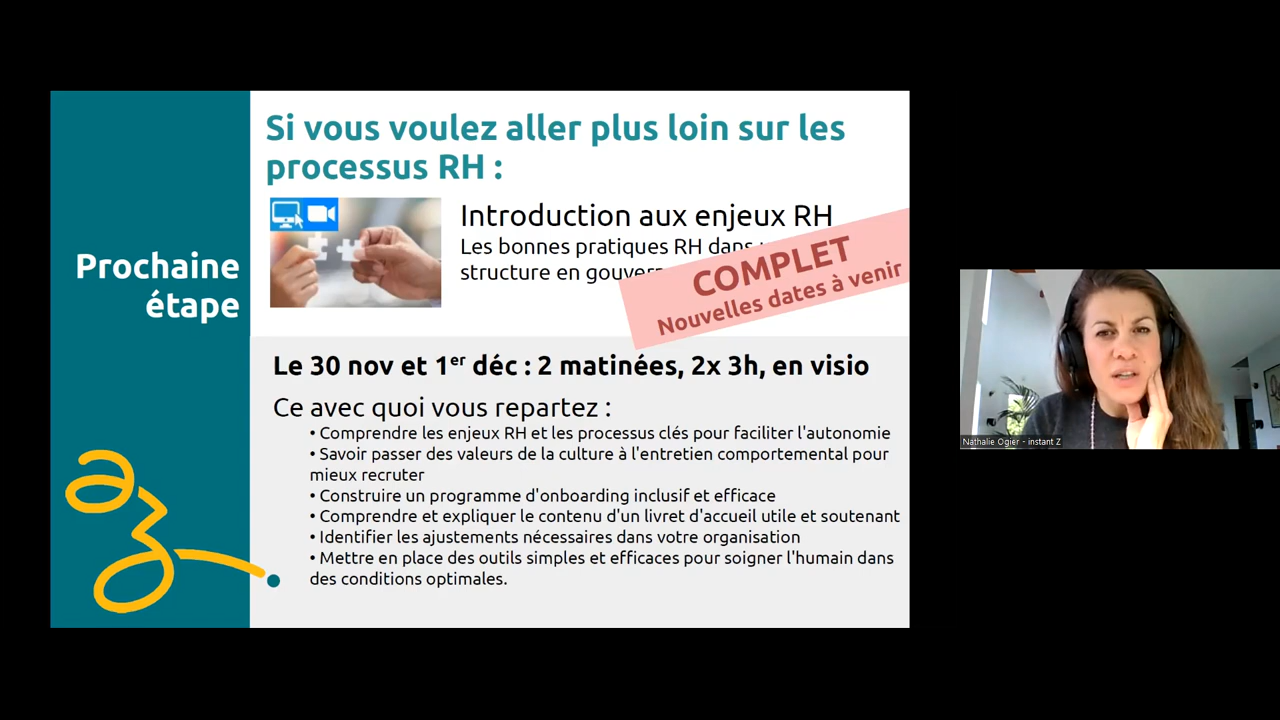 Prochaine
étape
Si vous voulez aller plus loin sur les
processus RH :
Introduction aux enjeux RH
Les bonnes pratiques RH dans
structure en
COMPLET
Nouvelles dates à venir
Le 30 nov et 1er déc : 2 matinées, 2x 3h, en visio
Ce avec quoi vous repartez :
• Comprendre les enjeux RH et les processus clés pour faciliter l'autonomie
• Savoir passer des valeurs de la culture à l'entretien comportemental pour
mieux recruter
• Construire un programme d'onboarding inclusif et efficace
• Comprendre et expliquer le contenu d'un livret d'accueil utile et soutenant
• Identifier les ajustements nécessaires dans votre organisation
• Mettre en place des outils simples et efficaces pour soigner l'humain dans
des conditions optimales.
Nathalie Ogier - instant Z